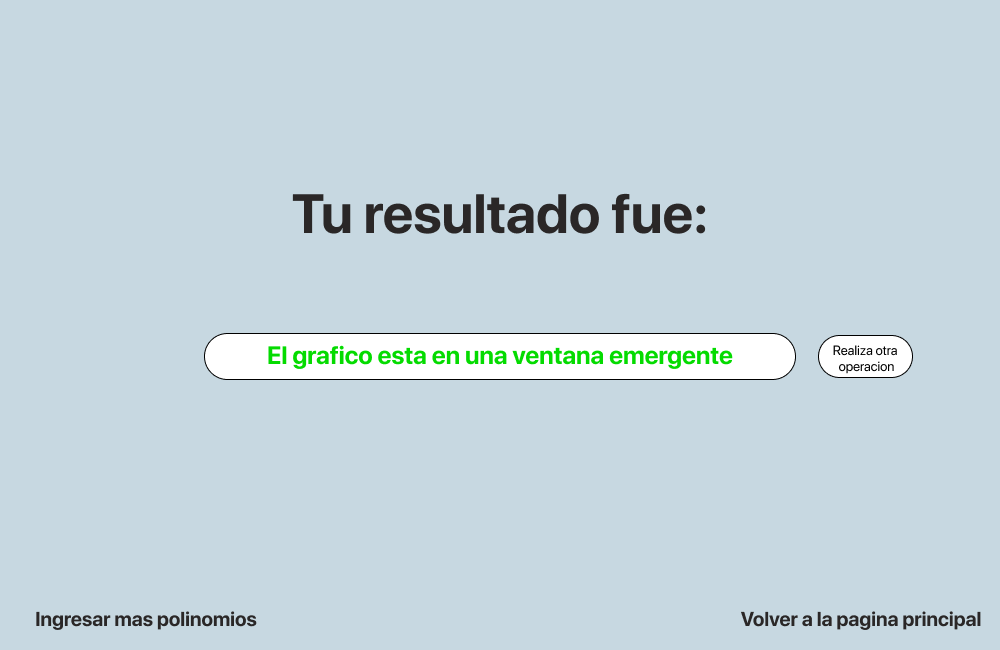 Tu resultado fue:
El grafico esta en una ventana emergente
Realiza otra
operacion
Ingresar mas polinomios
Volver a la pagina principal